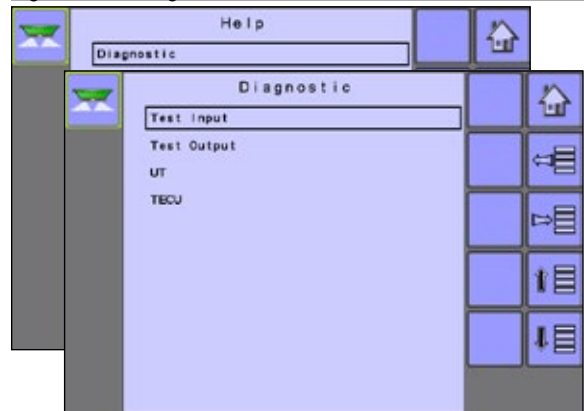 Help
Diagnostic
Diagnostic
Test Input
Test Output
UT
TECU